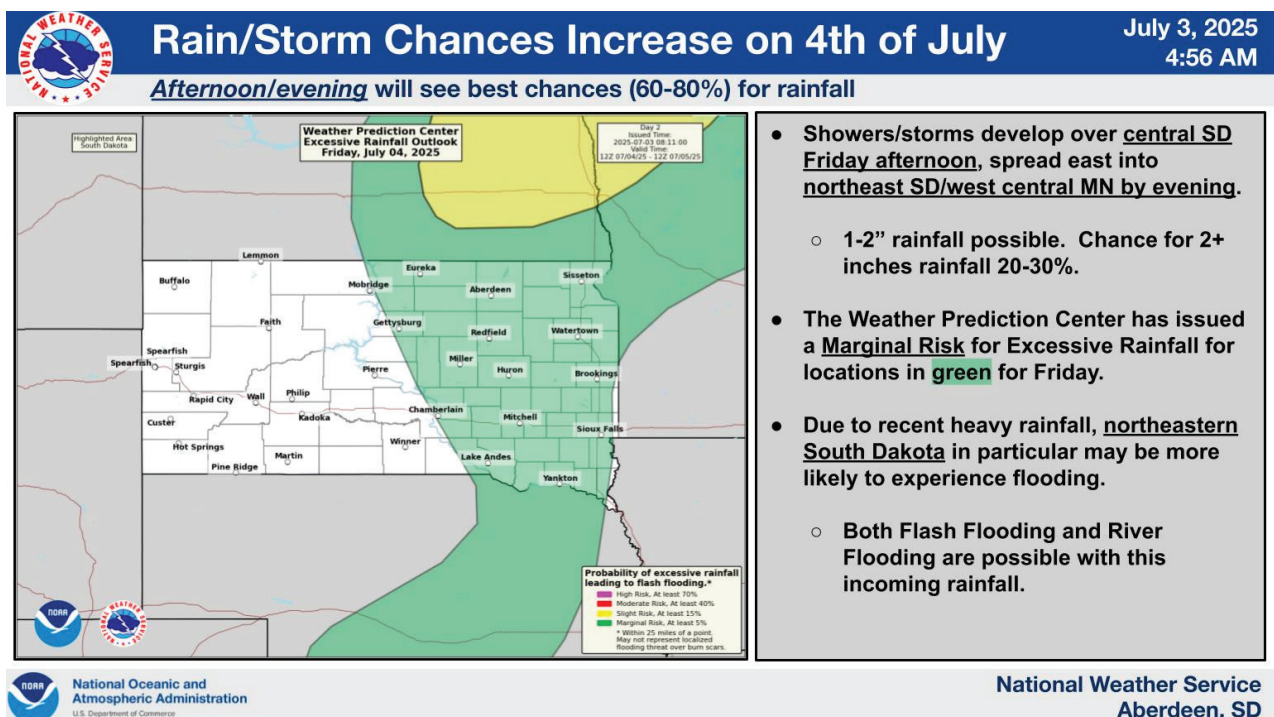 NATIONAL WEATHER SERVICE
Rain/Storm Chances Increase on 4th of July
July 3, 2025
4:56 AM
Afternoon/evening will see best chances (60-80%) for rainfall
Highlighted Area:
South Dakota
Weather Prediction Center
Excessive Rainfall Outlook
Friday, July 04, 2025
Day 2
Issued Time:
2025-07-03 08:11:00
Valid Time:
12Z 07/04/25 - 12Z 07/05/25
Lemmon
Buffalo
Mobridge
Eureka
Aberdeen
Sisseton
Faith
Gettysburg
Redfield
Watertown
Spearfish
Spearfish
Sturgis
Pierre
Miller
Huron
Brookings
Rapid City
Wall
Philip
Kadoka
Chamberlain
Mitchell
Sioux Falls
Custer
Hot Springs
Pine Ridge
Martin
Winner
Lake Andes
Yankton
Probability of excessive rainfall
leading to flash flooding.*
High Risk, At least 70%
Moderate Risk, At least 40%
Slight Risk, At least 15%
Marginal Risk, At least 5%
* Within 25 miles of a point.
May not represent localized
flooding threat over burn scars.
NOAA
NATIONAL WEATHER SERVICE
● Showers/storms develop over central SD
Friday afternoon, spread east into
northeast SD/west central MN by evening.
○ 1-2” rainfall possible. Chance for 2+
inches rainfall 20-30%.
● The Weather Prediction Center has issued
a Marginal Risk for Excessive Rainfall for
locations in green for Friday.
● Due to recent heavy rainfall, northeastern
South Dakota in particular may be more
likely to experience flooding.
○ Both Flash Flooding and River
Flooding are possible with this
incoming rainfall.
NOAA
National Oceanic and
Atmospheric Administration
U.S. Department of Commerce
National Weather Service
Aberdeen, SD